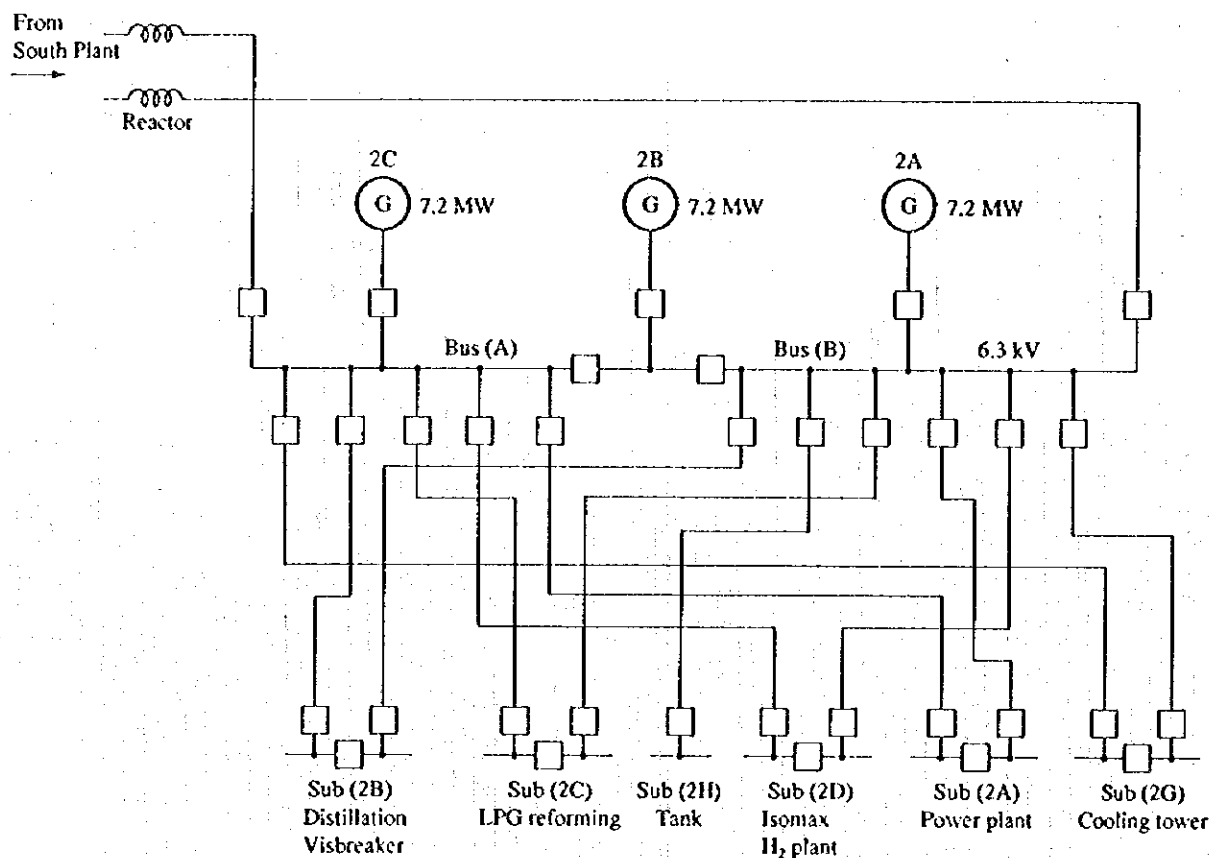 From
South Plant
Reactor
2C
2B
2A
G
7.2 MW
G
7.2 MW
G
7.2 MW
Bus (A)
Bus (B)
6.3 kV
Sub (2B)
Distillation
Visbreaker
Sub (2C)
LPG reforming
Sub (2H)
Tank
Sub (2D)
Isomax
H₂ plant
Sub (2A)
Power plant
Sub (2G)
Cooling tower